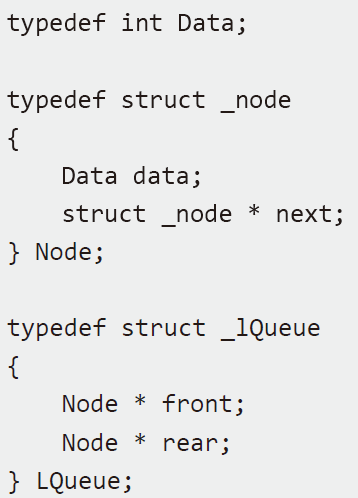 typedef int Data;
typedef struct _node
{
Data data;
struct _node * next;
} Node;
typedef struct _lQueue
{
Node * front;
Node * rear;
} LQueue;